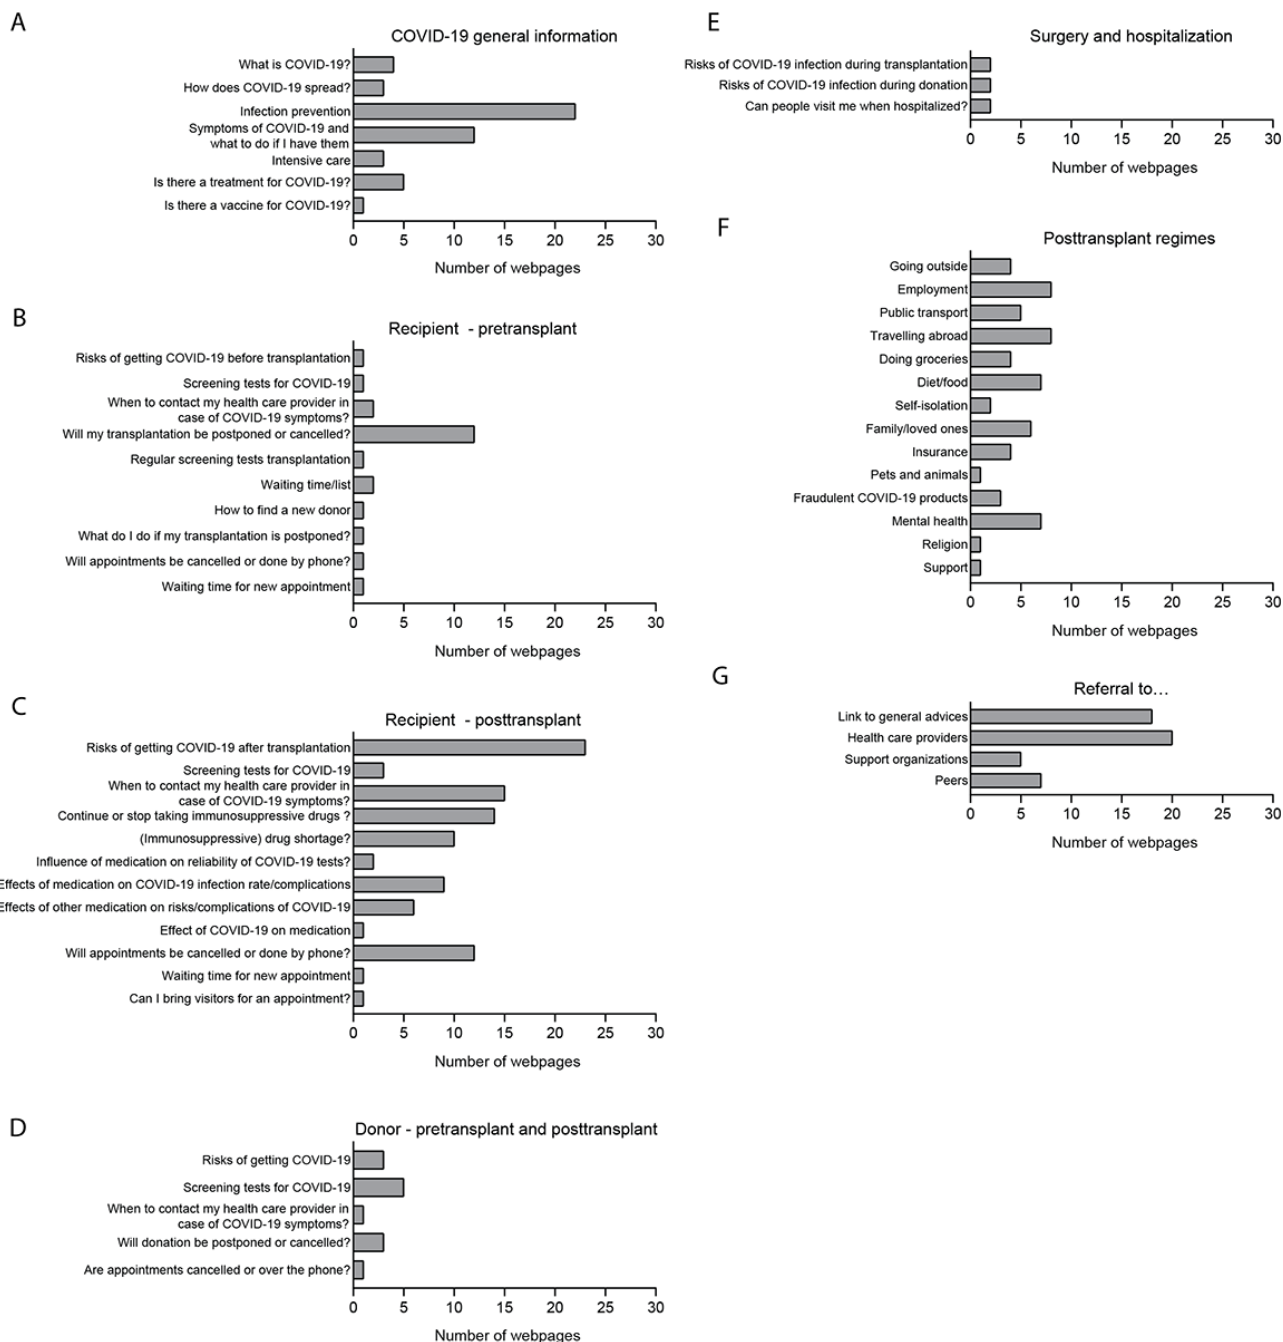 A
COVID-19 general information
What is COVID-19?
How does COVID-19 spread?
Infection prevention
Symptoms of COVID-19 and
what to do if I have them
Intensive care
Is there a treatment for COVID-19?
Is there a vaccine for COVID-19?
0 5 10 15 20 25 30
Number of webpages
B
Recipient - pretransplant
Risks of getting COVID-19 before transplantation
Screening tests for COVID-19
When to contact my health care provider in
case of COVID-19 symptoms?
Will my transplantation be postponed or cancelled?
Regular screening tests transplantation
Waiting time/list
How to find a new donor
What do I do if my transplantation is postponed?
Will appointments be cancelled or done by phone?
Waiting time for new appointment
0 5 10 15 20 25 30
Number of webpages
C
Recipient - posttransplant
Risks of getting COVID-19 after transplantation
Screening tests for COVID-19
When to contact my health care provider in
case of COVID-19 symptoms?
Continue or stop taking immunosuppressive drugs ?
(Immunosuppressive) drug shortage?
Influence of medication on reliability of COVID-19 tests?
Effects of medication on COVID-19 infection rate/complications
Effects of other medication on risks/complications of COVID-19
Effect of COVID-19 on medication
Will appointments be cancelled or done by phone?
Waiting time for new appointment
Can I bring visitors for an appointment?
0 5 10 15 20 25 30
Number of webpages
D
Donor - pretransplant and posttransplant
Risks of getting COVID-19
Screening tests for COVID-19
When to contact my health care provider in
case of COVID-19 symptoms?
Will donation be postponed or cancelled?
Are appointments cancelled or over the phone?
0 5 10 15 20 25 30
Number of webpages
E
Surgery and hospitalization
Risks of COVID-19 infection during transplantation
Risks of COVID-19 infection during donation
Can people visit me when hospitalized?
0 5 10 15 20 25 30
Number of webpages
F
Posttransplant regimes
Going outside
Employment
Public transport
Travelling abroad
Doing groceries
Diet/food
Self-isolation
Family/loved ones
Insurance
Pets and animals
Fraudulent COVID-19 products
Mental health
Religion
Support
0 5 10 15 20 25 30
Number of webpages
G
Referral to…
Link to general advices
Health care providers
Support organizations
Peers
0 5 10 15 20 25 30
Number of webpages